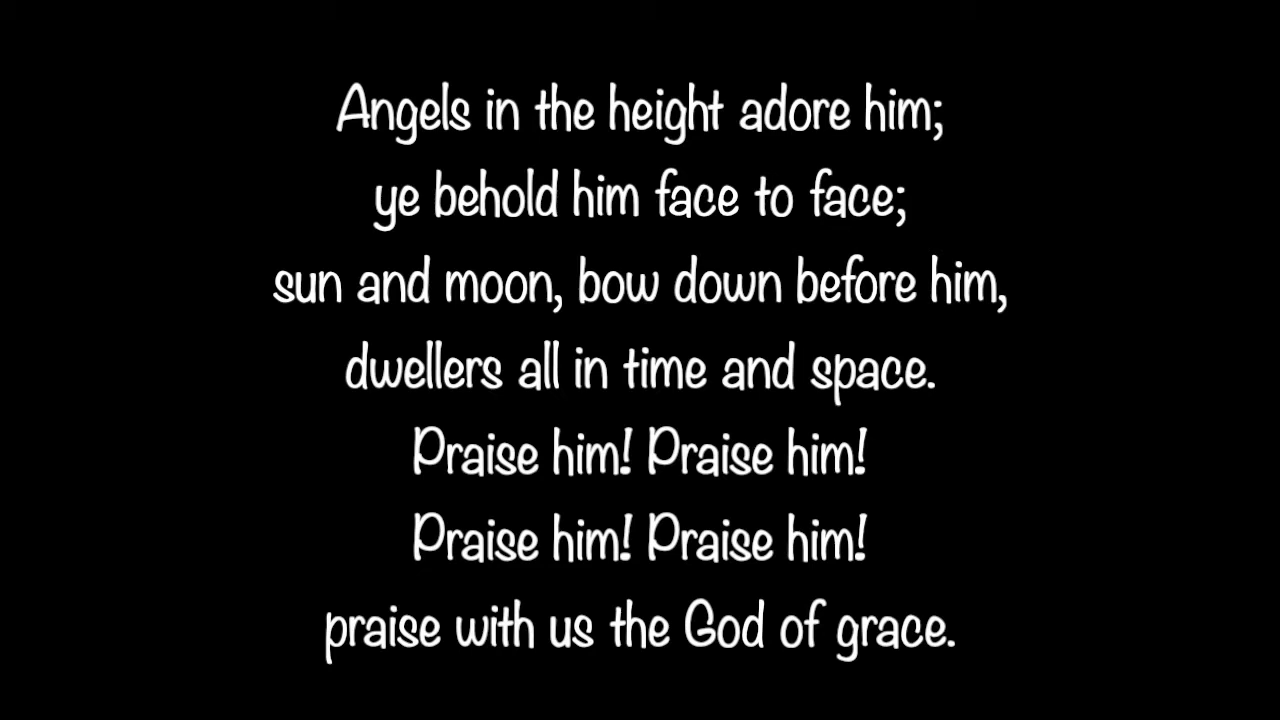 Angels in the height adore him;
ye behold him face to face;
sun and moon, bow down before him,
dwellers all in time and space.
Praise him! Praise him!
Praise him! Praise him!
praise with us the God of grace.